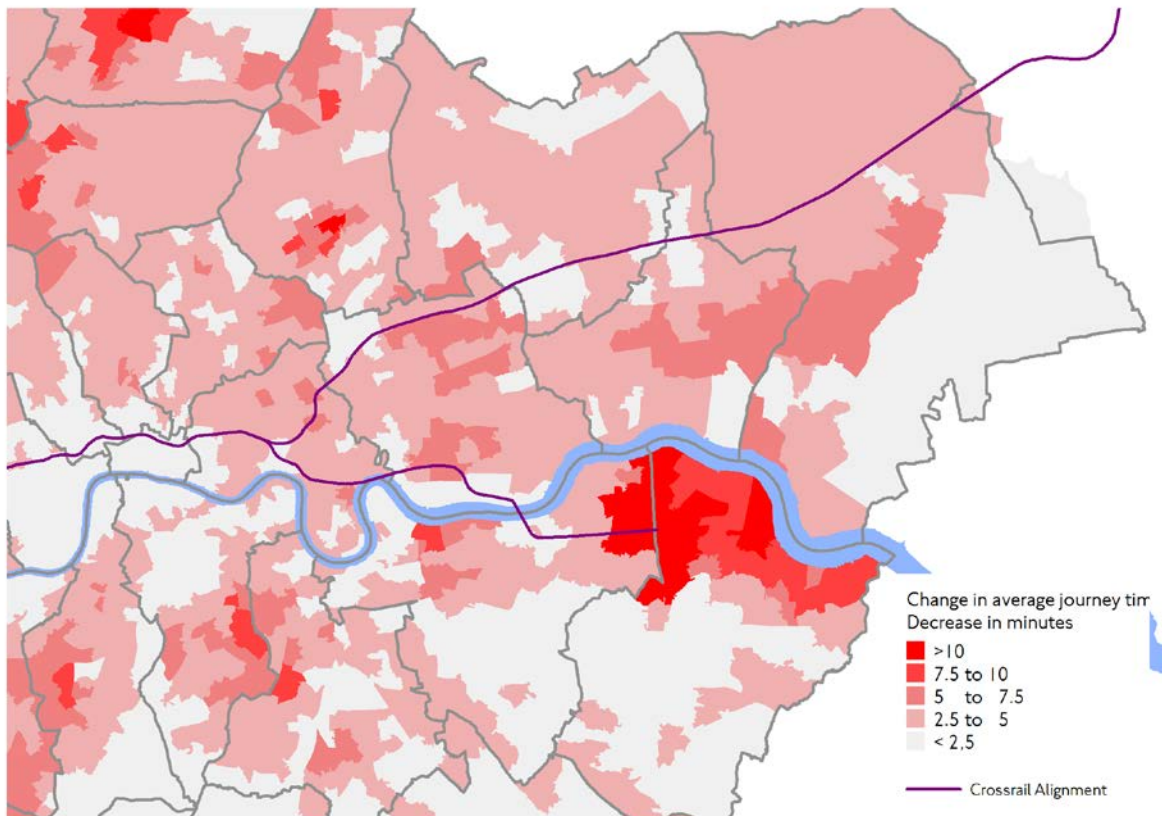 Change in average journey tim
Decrease in minutes
>10
7.5 to 10
5 to 7.5
2.5 to 5
< 2.5
Crossrail Alignment